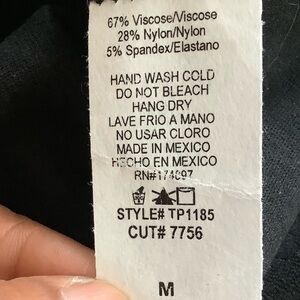 67% Viscose/Viscose
28% Nylon/Nylon
5% Spandex/Elastano
HAND WASH COLD
DO NOT BLEACH
HANG DRY
LAVE FRIO A MANO
NO USAR CLORO
MADE IN MEXICO
HECHO EN MEXICO
RN#174097
STYLE# TP1185
CUT# 7756
M